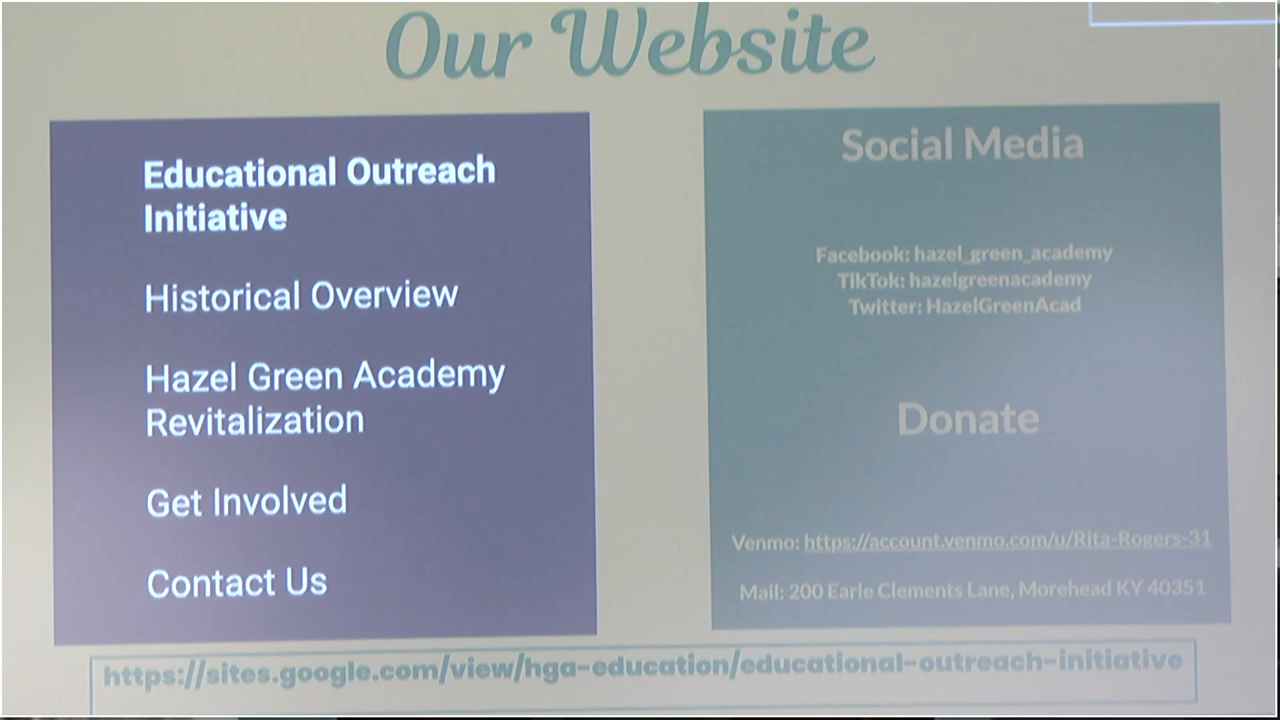 Our Website
Educational Outreach
Initiative
Historical Overview
Hazel Green Academy
Revitalization
Get Involved
Contact Us
Social Media
Facebook: hazel_green_academy
TikTok: hazelgreenacademy
Twitter: HazelGreenAcad
Donate
Venmo: https://account.venmo.com/u/Rita-Rogers-31
Mail: 200 Earle Clements Lane, Morehead KY 40351
https://sites.google.com/view/hga-education/educational-outreach-initiative